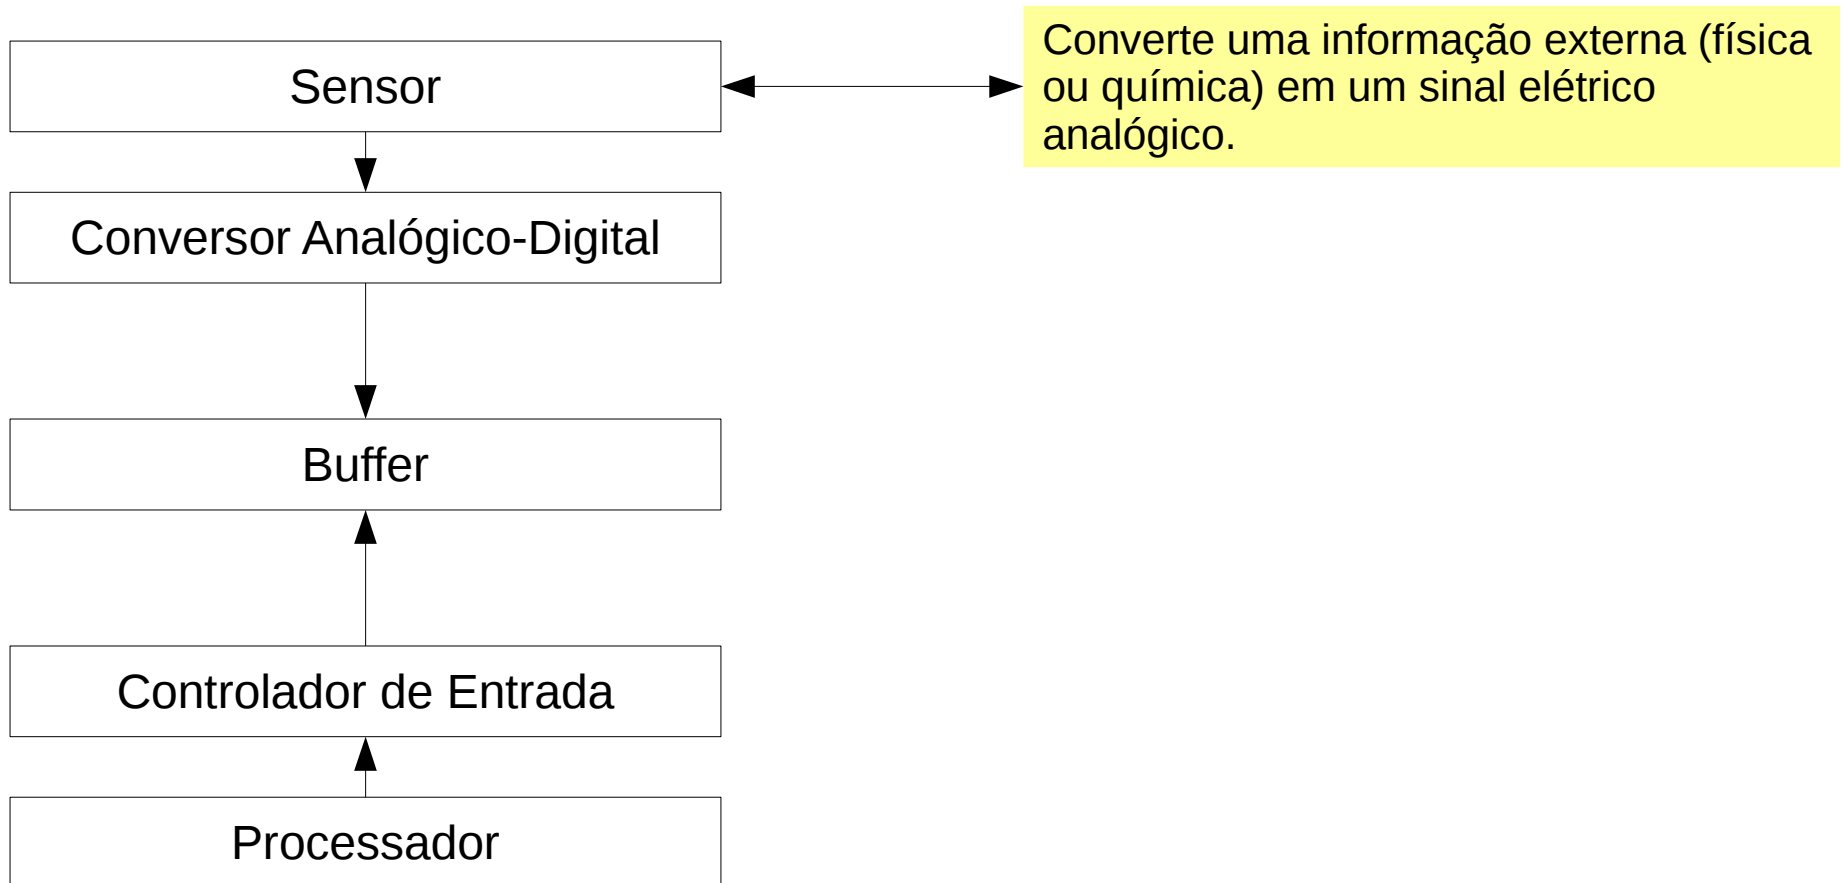 Sensor
Converte uma informação externa (física
ou química) em um sinal elétrico
analógico.
Conversor Analógico-Digital
Buffer
Controlador de Entrada
Processador